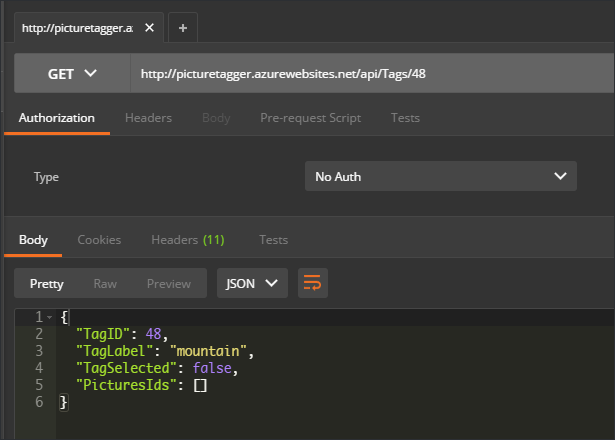 http://picturetagger.az × +
GET http://picturetagger.azurewebsites.net/api/Tags/48
Authorization Headers Body Pre-request Script Tests
Type No Auth
Body Cookies Headers (11) Tests
Pretty Raw Preview JSON
1 {
2 "TagID": 48,
3 "TagLabel": "mountain",
4 "TagSelected": false,
5 "PicturesIds": []
6 }